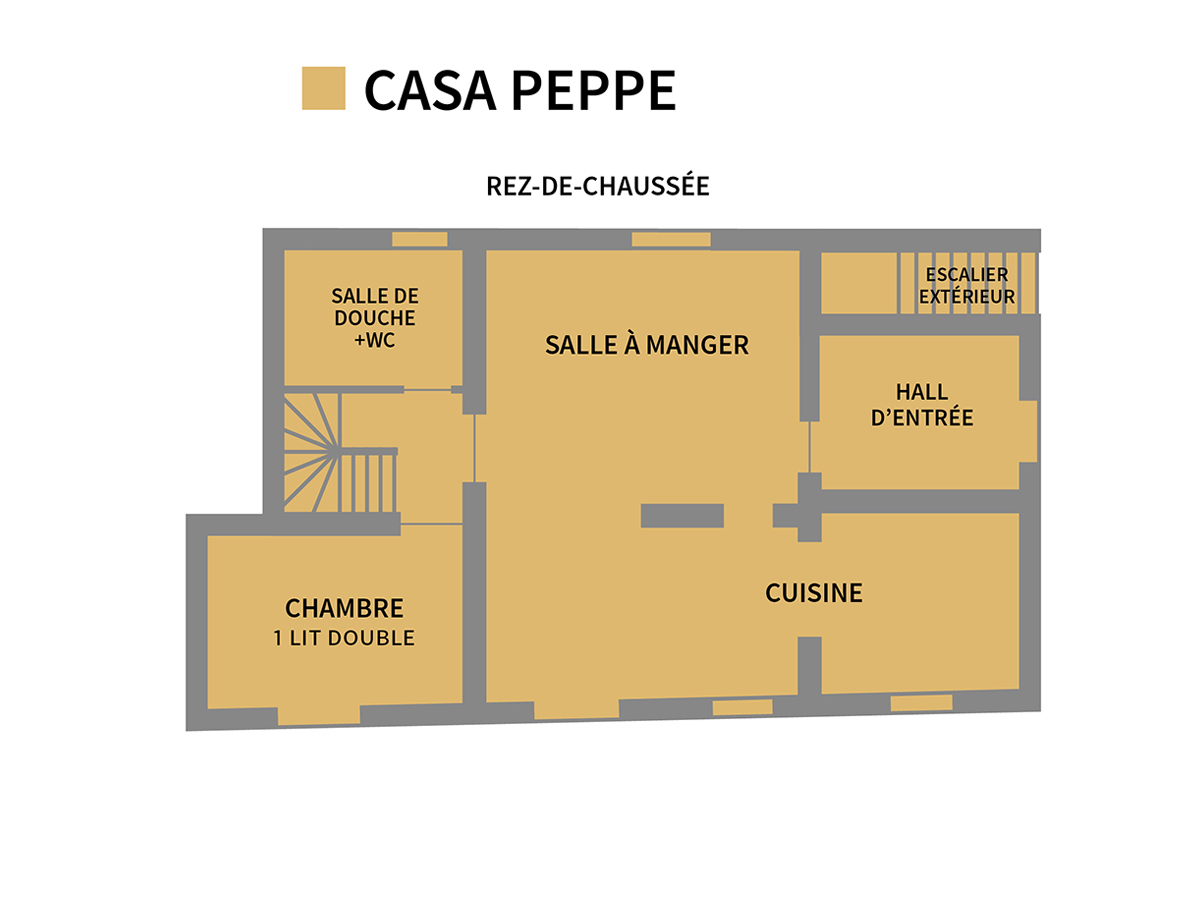 CASA PEPPE
REZ-DE-CHAUSSÉE
SALLE DE
DOUCHE
+WC
SALLE À MANGER
ESCALIER
EXTÉRIEUR
HALL
D’ENTRÉE
CHAMBRE
1 LIT DOUBLE
CUISINE